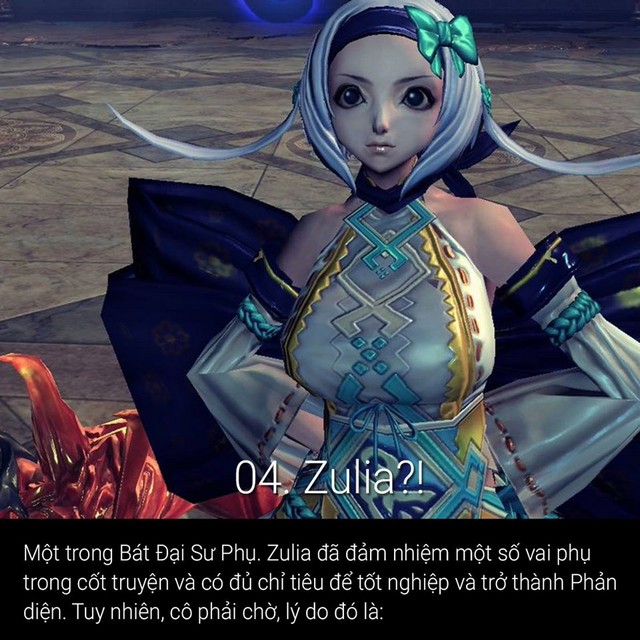 04. Zulia?!
Một trong Bát Đại Sư Phụ. Zulia đã đảm nhiệm một số vai phụ
trong cốt truyện và có đủ chỉ tiêu để tốt nghiệp và trở thành Phản
diện. Tuy nhiên, cô phải chờ, lý do đó là: